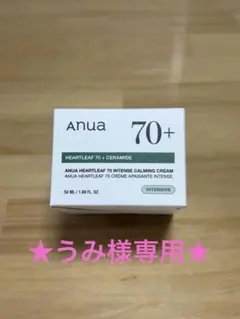 Anua
70+
HEARTLEAF 70 + CERAMIDE
ANUA HEARTLEAF 70 INTENSE CALMING CREAM
ANUA HEARTLEAF 70 CRÈME APAISANTE INTENSE
50 ML / 1.69 FL. OZ
INTENSIVE
★うみ様専用★